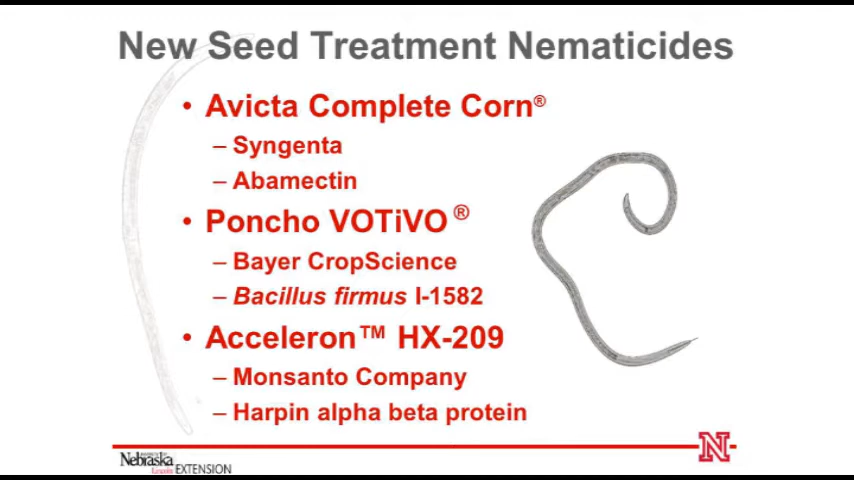 New Seed Treatment Nematicides
• Avicta Complete Corn®
– Syngenta
– Abamectin
• Poncho VOTiVO ®
– Bayer CropScience
– Bacillus firmus I-1582
• Acceleron™ HX-209
– Monsanto Company
– Harpin alpha beta protein
N
Nebraska
Lincoln EXTENSION